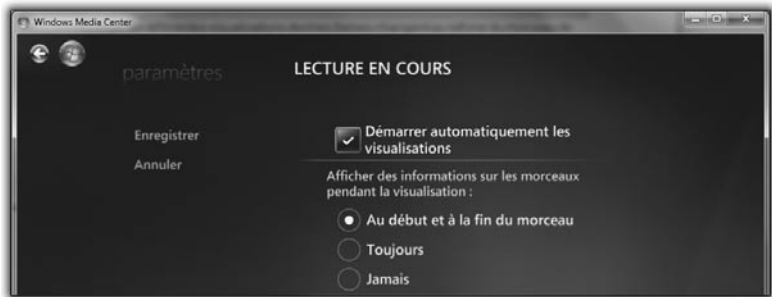 Windows Media Center
paramètres
LECTURE EN COURS
Enregistrer
Annuler
Démarrer automatiquement les
visualisations
Afficher des informations sur les morceaux
pendant la visualisation :
Au début et à la fin du morceau
Toujours
Jamais